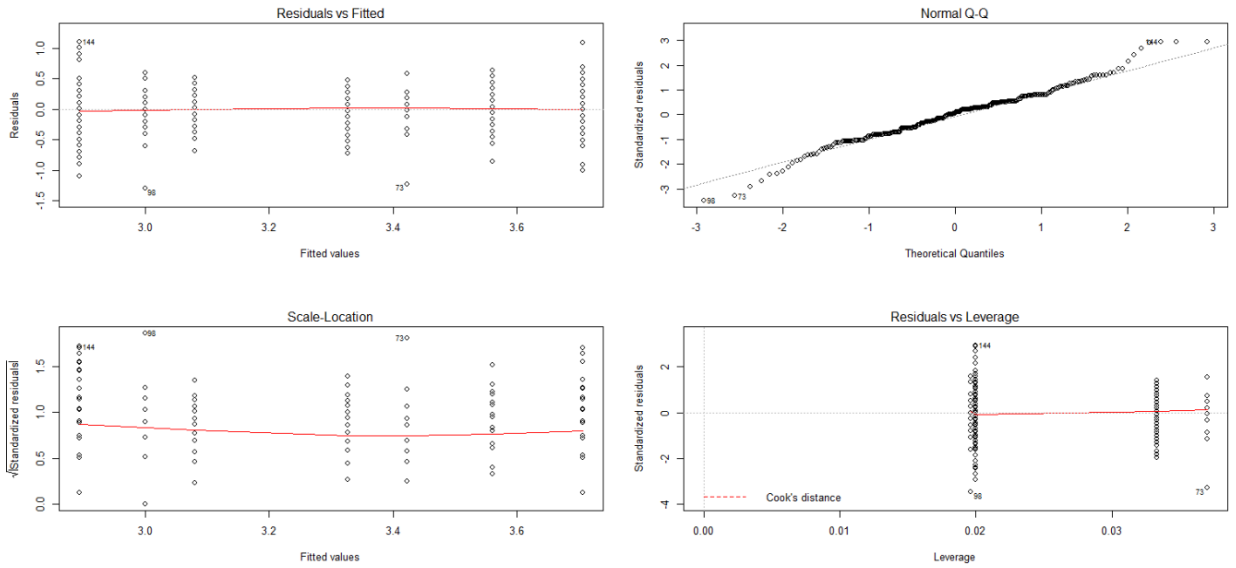 Residuals vs Fitted
Residuals
1.0
0.5
0.0
-0.5
-1.0
-1.5
144
98
73
3.0 3.2 3.4 3.6
Fitted values
Normal Q-Q
Standardized residuals
3
2
1
0
-1
-2
-3
144
98
73
-3 -2 -1 0 1 2 3
Theoretical Quantiles
Scale-Location
√|Standardized residuals|
1.5
1.0
0.5
0.0
98
144
73
3.0 3.2 3.4 3.6
Fitted values
Residuals vs Leverage
Standardized residuals
2
0
-2
-4
144
98
73
Cook's distance
0.00 0.01 0.02 0.03
Leverage